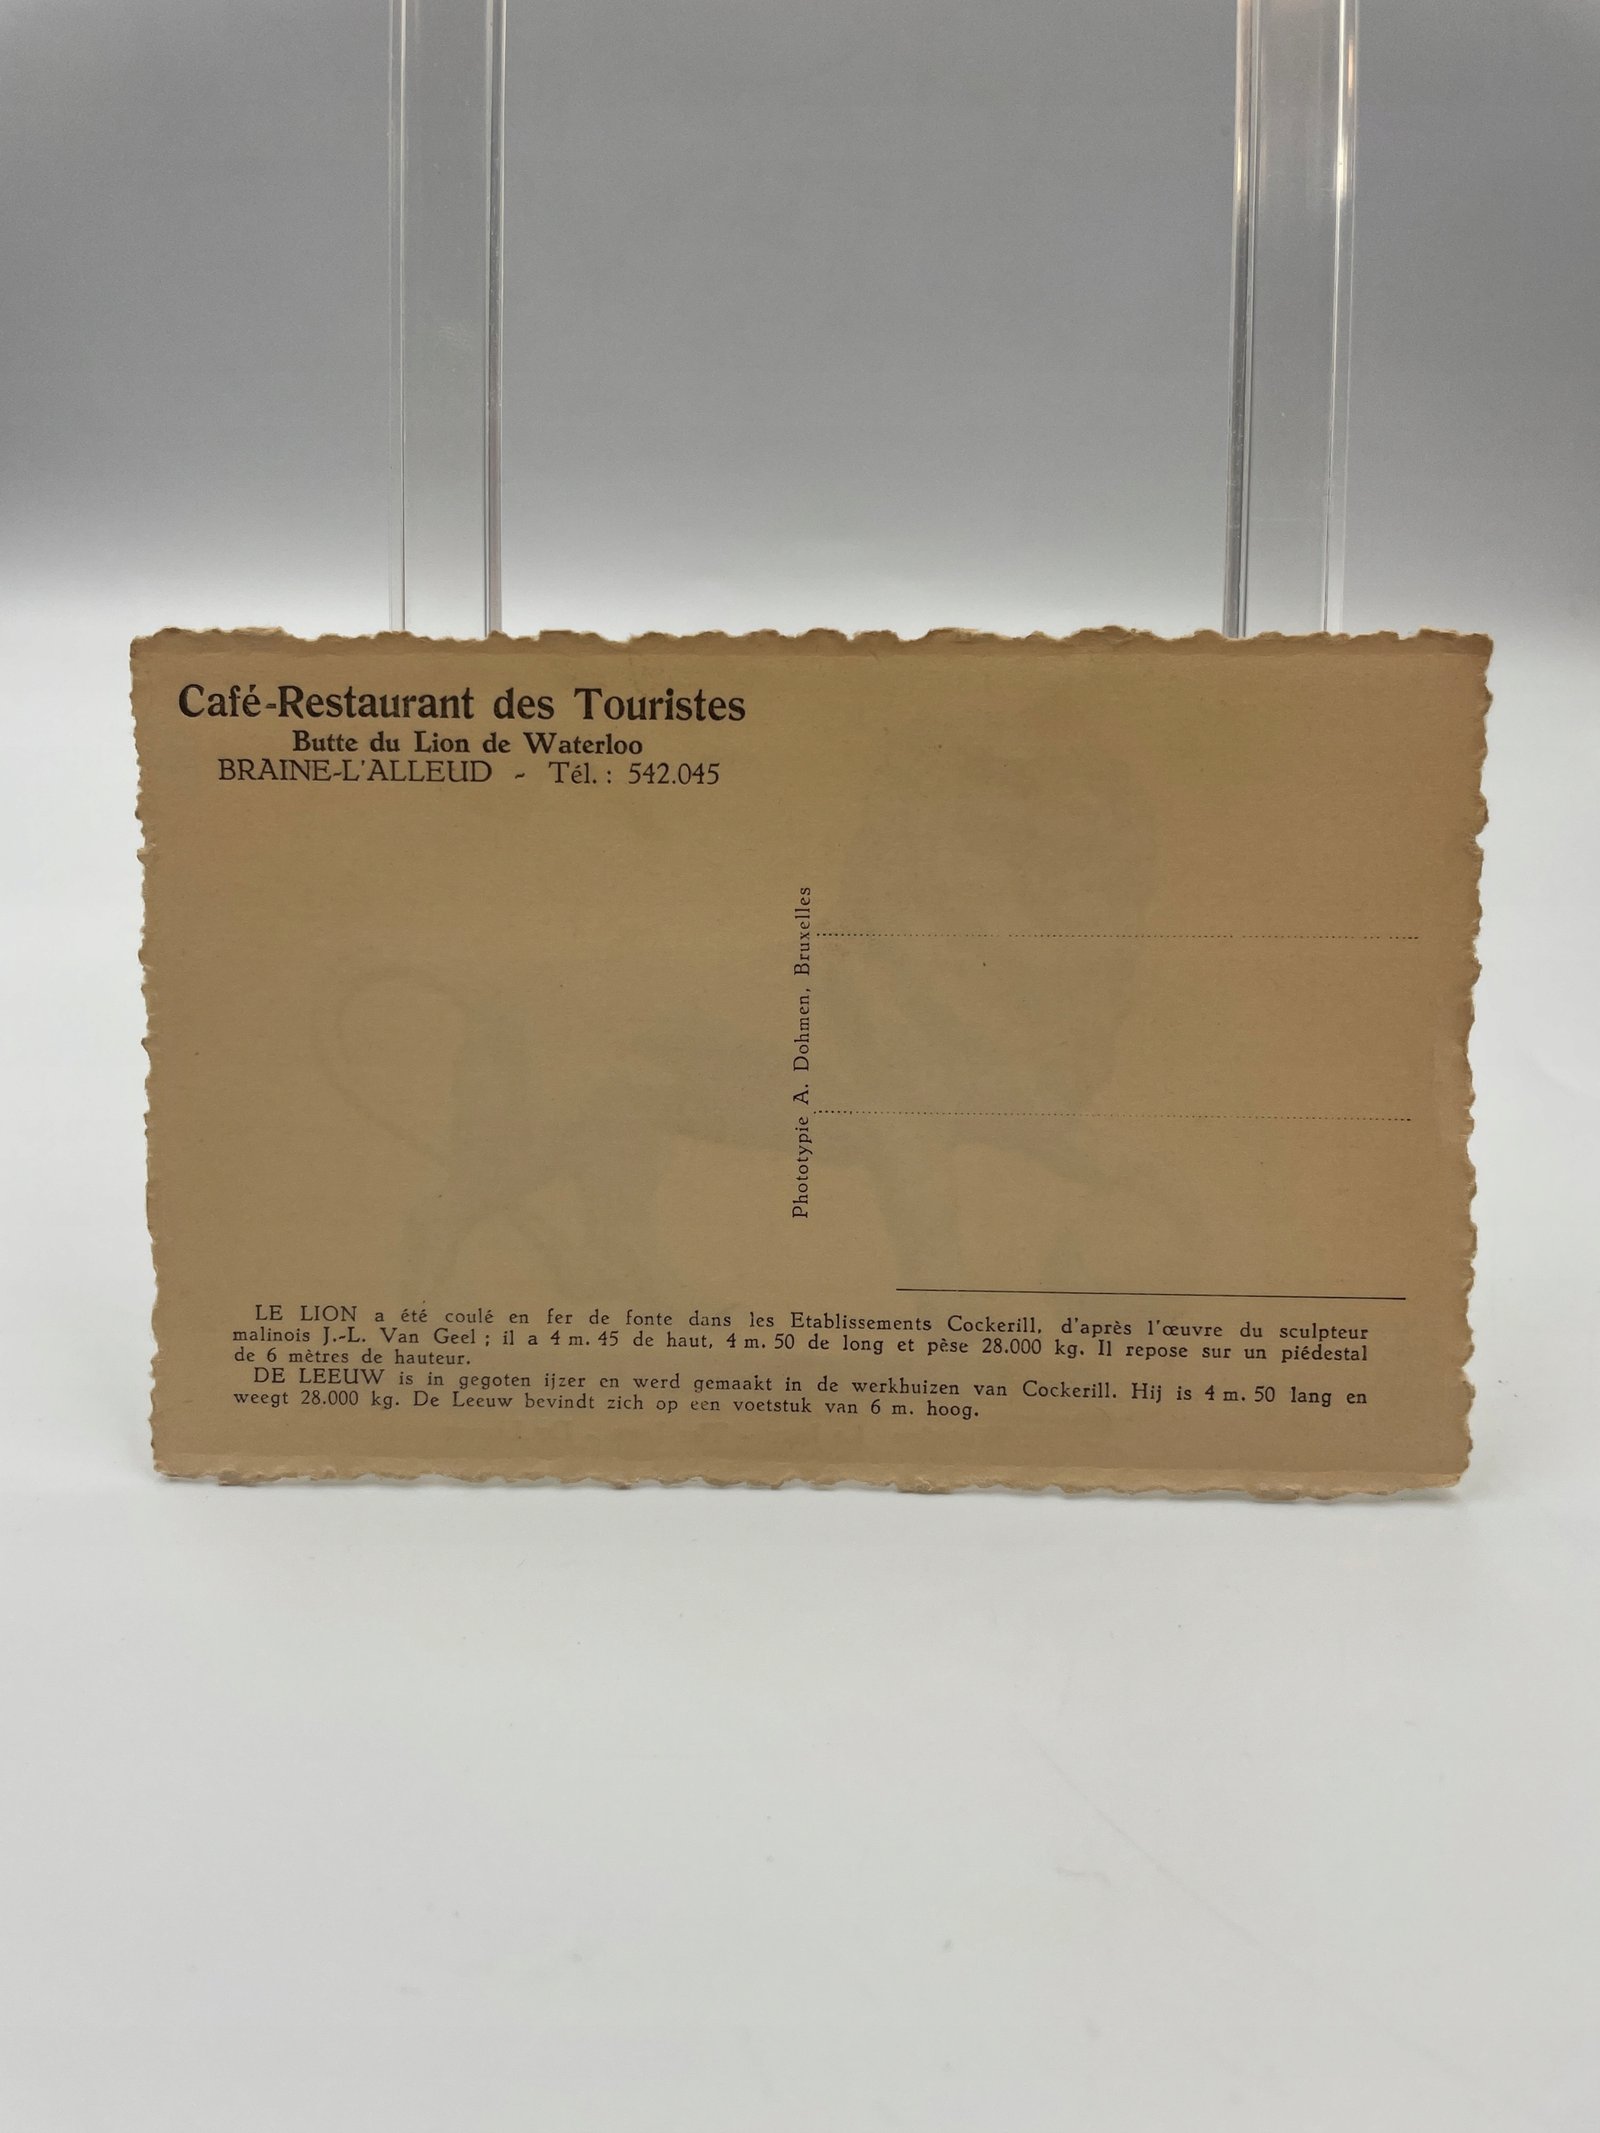 Café-Restaurant des Touristes
Butte du Lion de Waterloo
BRAINE-L'ALLEUD - Tél. : 542.045
Phototypie A. Dohmen, Bruxelles
LE LION a été coulé en fer de fonte dans les Etablissements Cockerill, d'après l'œuvre du sculpteur
malinois J.-L. Van Geel ; il a 4 m. 45 de haut, 4 m. 50 de long et pèse 28.000 kg. Il repose sur un piédestal
de 6 mètres de hauteur.
DE LEEUW is in gegoten ijzer en werd gemaakt in de werkhuizen van Cockerill. Hij is 4 m. 50 lang en
weegt 28.000 kg. De Leeuw bevindt zich op een voetstuk van 6 m. hoog.